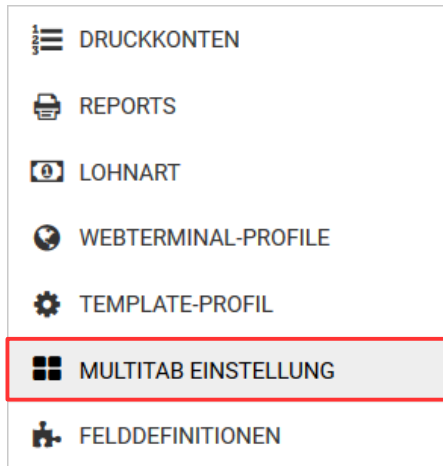 DRUCKKONTEN
REPORTS
LOHNART
WEBTERMINAL-PROFILE
TEMPLATE-PROFIL
MULTITAB EINSTELLUNG
FELDDEFINITIONEN